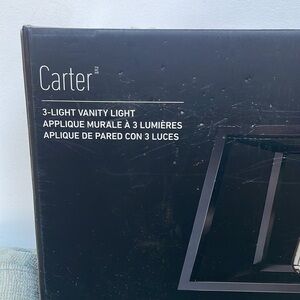 Carter
3-LIGHT VANITY LIGHT
APPLIQUE MURALE À 3 LUMIÈRES
APLIQUE DE PARED CON 3 LUCES